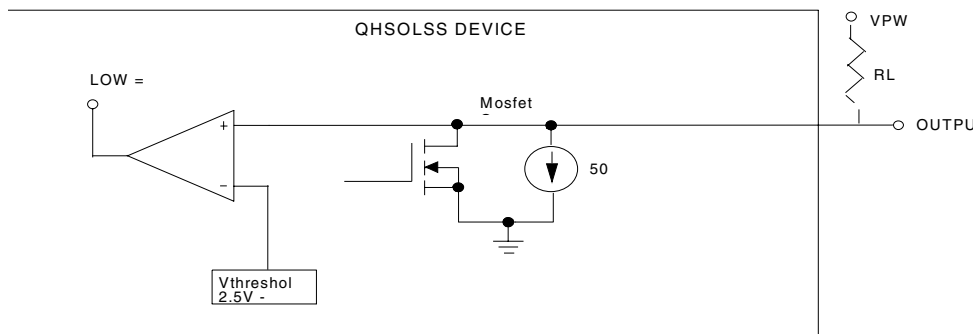 QHSOLSS DEVICE
VPW
LOW =
RL
Mosfet
+
OUTPU
50
−
Vthreshol
2.5V -